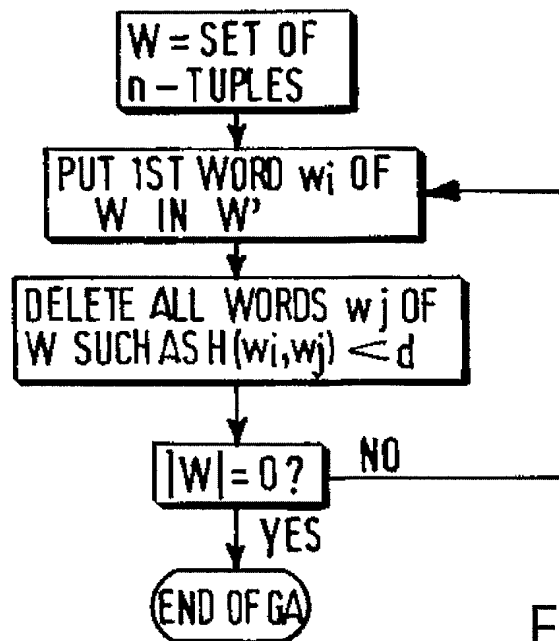 W = SET OF
n - TUPLES
PUT 1ST WORD wi OF
W IN W'
DELETE ALL WORDS wj OF
W SUCH AS H(wi,wj) < d
|W| = 0?
NO
YES
END OF GA
F